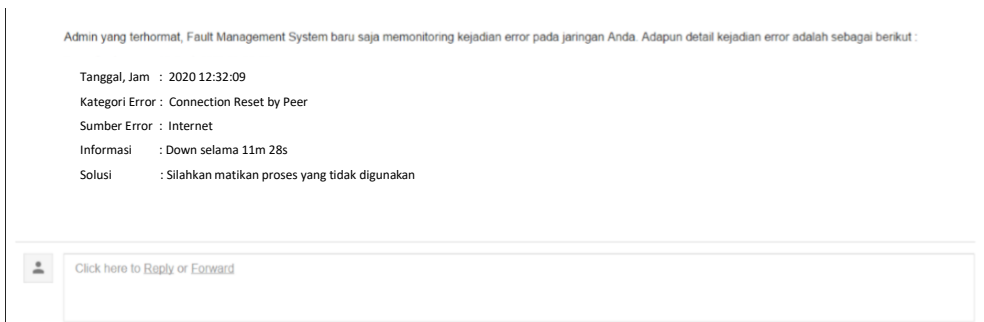 Admin yang terhormat, Fault Management System baru saja memonitoring kejadian error pada jaringan Anda. Adapun detail kejadian error adalah sebagai berikut :
Tanggal, Jam : 2020 12:32:09
Kategori Error : Connection Reset by Peer
Sumber Error : Internet
Informasi : Down selama 11m 28s
Solusi : Silahkan matikan proses yang tidak digunakan
Click here to Reply or Forward